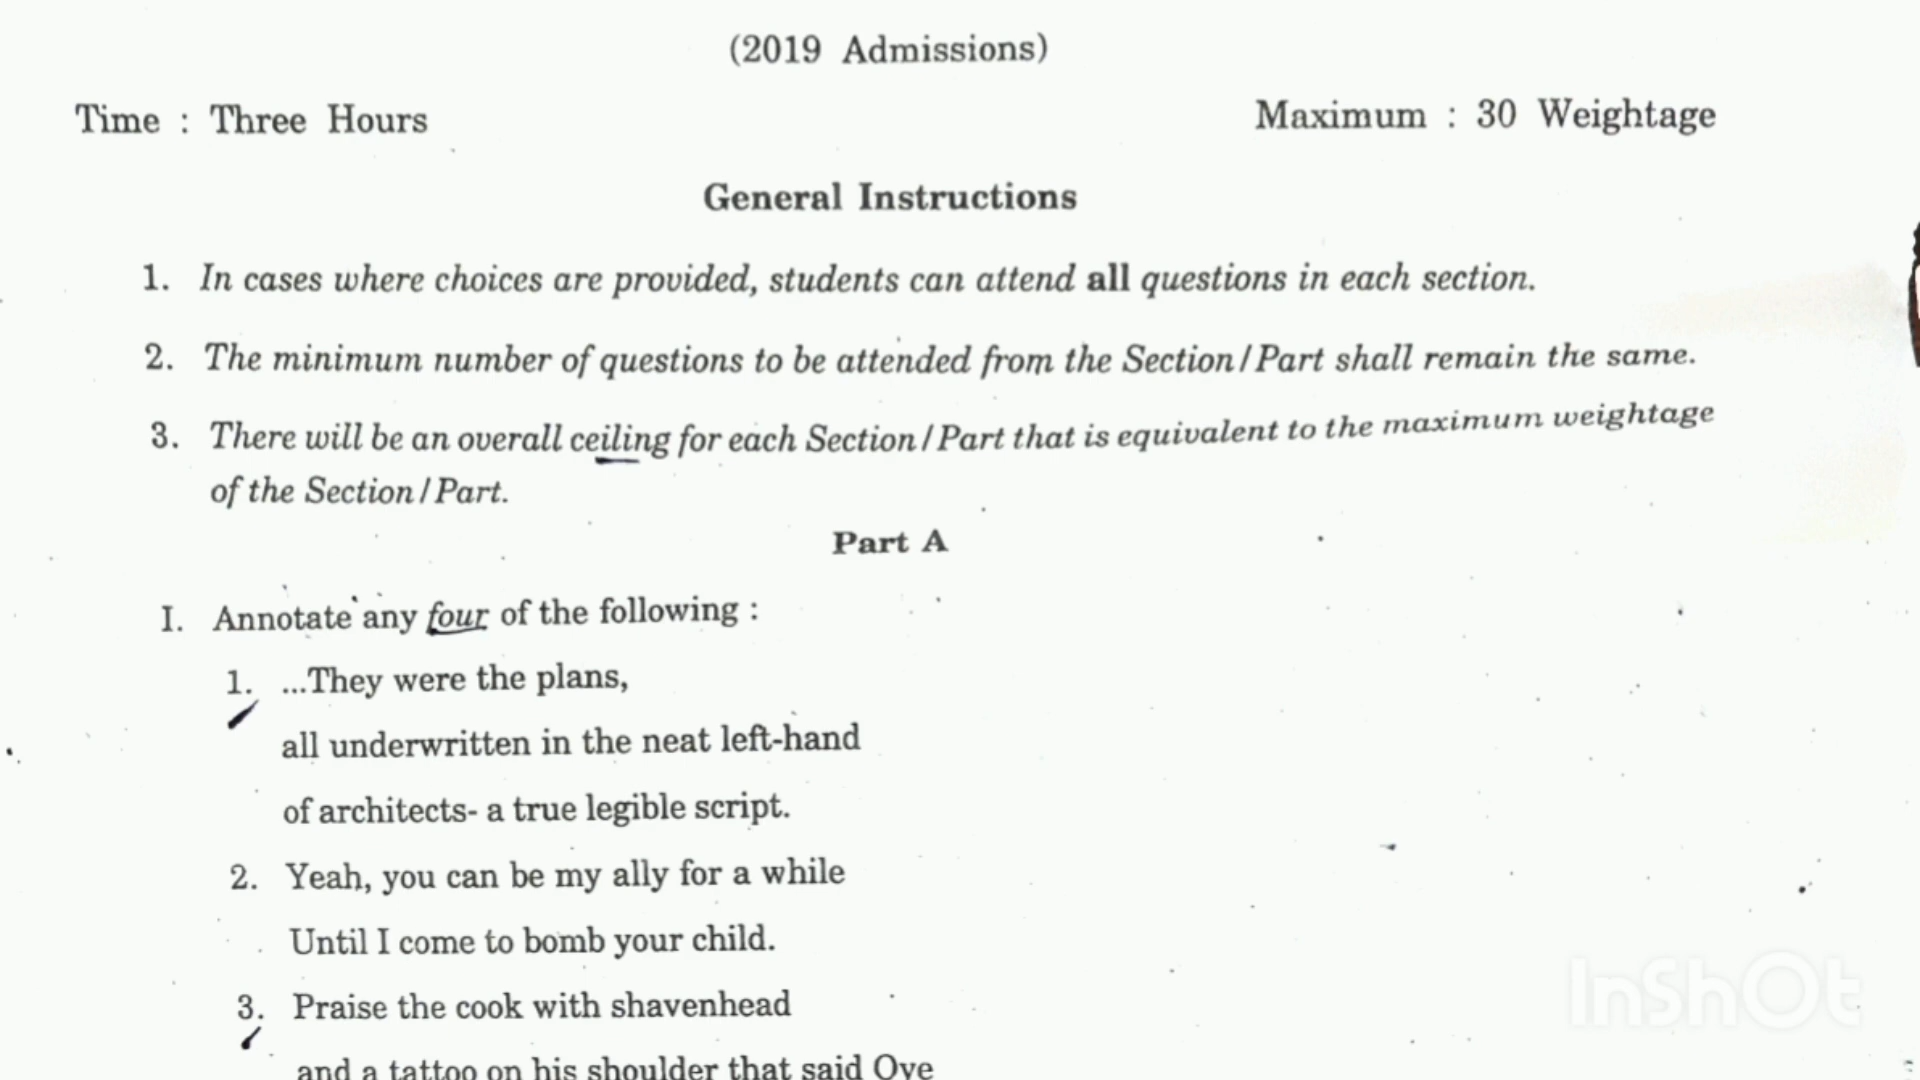 (2019 Admissions)
Time : Three Hours
Maximum : 30 Weightage
General Instructions
1. In cases where choices are provided, students can attend all questions in each section.
2. The minimum number of questions to be attended from the Section/Part shall remain the same.
3. There will be an overall ceiling for each Section/Part that is equivalent to the maximum weightage
of the Section/Part.
Part A
I. Annotate any four of the following :
1. ...They were the plans,
all underwritten in the neat left-hand
of architects- a true legible script.
2. Yeah, you can be my ally for a while
Until I come to bomb your child.
3. Praise the cook with shavenhead
and a tattoo on his shoulder that said Oye
InShOt